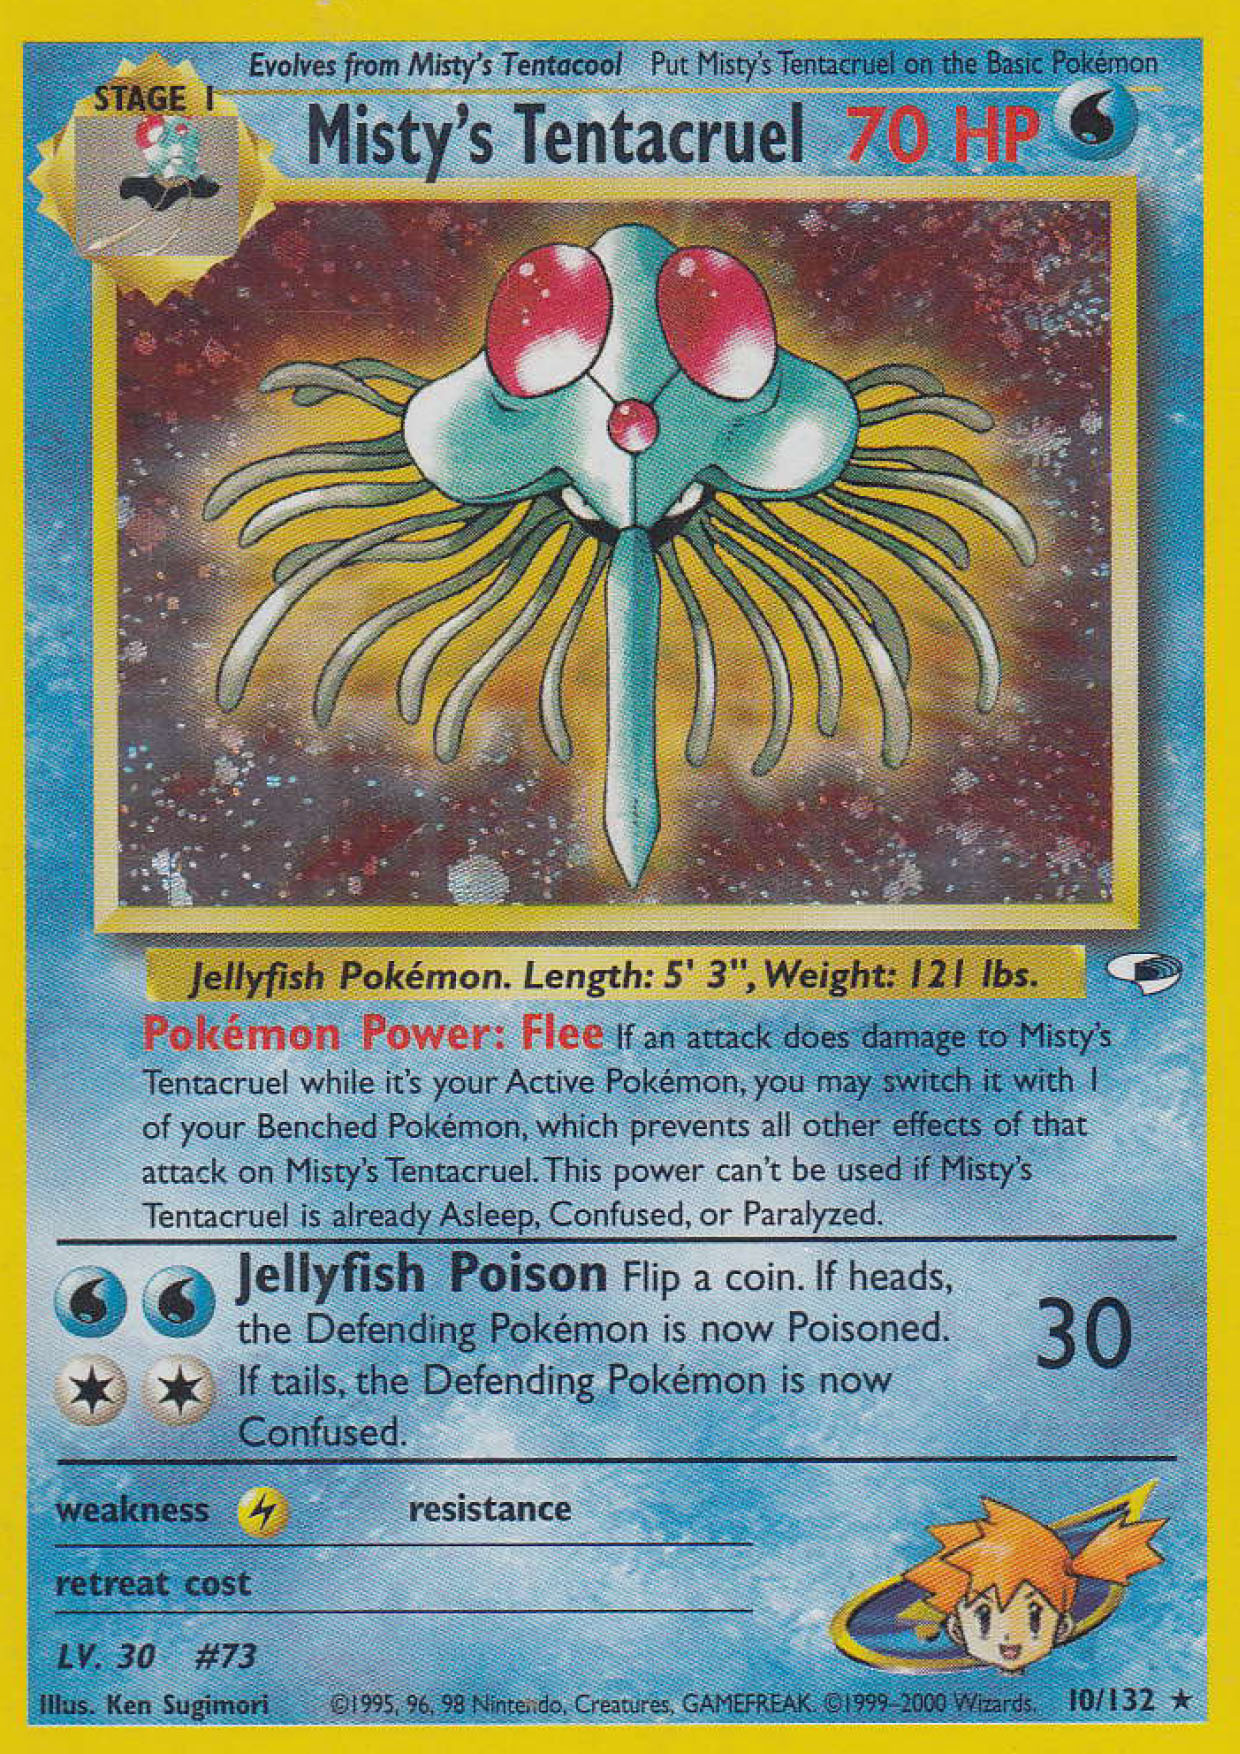 Evolves from Misty's Tentacool Put Misty's Tentacruel on the Basic Pokémon
STAGE 1
Misty's Tentacruel 70 HP
Jellyfish Pokémon. Length: 5' 3", Weight: 121 lbs.
Pokémon Power: Flee If an attack does damage to Misty's
Tentacruel while it's your Active Pokémon, you may switch it with 1
of your Benched Pokémon, which prevents all other effects of that
attack on Misty's Tentacruel. This power can't be used if Misty's
Tentacruel is already Asleep, Confused, or Paralyzed.
Jellyfish Poison Flip a coin. If heads,
the Defending Pokémon is now Poisoned.
If tails, the Defending Pokémon is now
Confused.
30
weakness resistance
retreat cost
LV. 30 #73
Illus. Ken Sugimori ©1995, 96, 98 Nintendo, Creatures, GAMEFREAK. ©1999-2000 Wizards. 10/132 ★